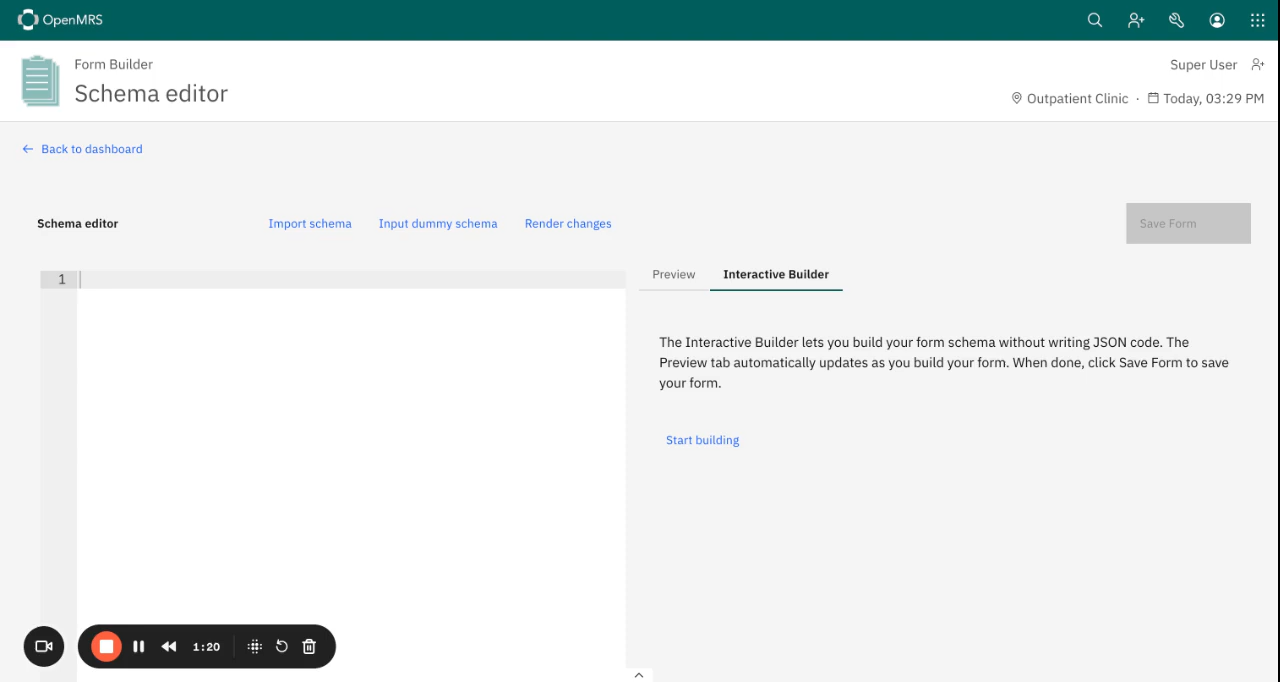 OpenMRS
Form Builder
Schema editor
Super User
Outpatient Clinic · Today, 03:29 PM
Back to dashboard
Schema editor
Import schema
Input dummy schema
Render changes
Save Form
1
Preview
Interactive Builder
The Interactive Builder lets you build your form schema without writing JSON code. The
Preview tab automatically updates as you build your form. When done, click Save Form to save
your form.
Start building
1:20